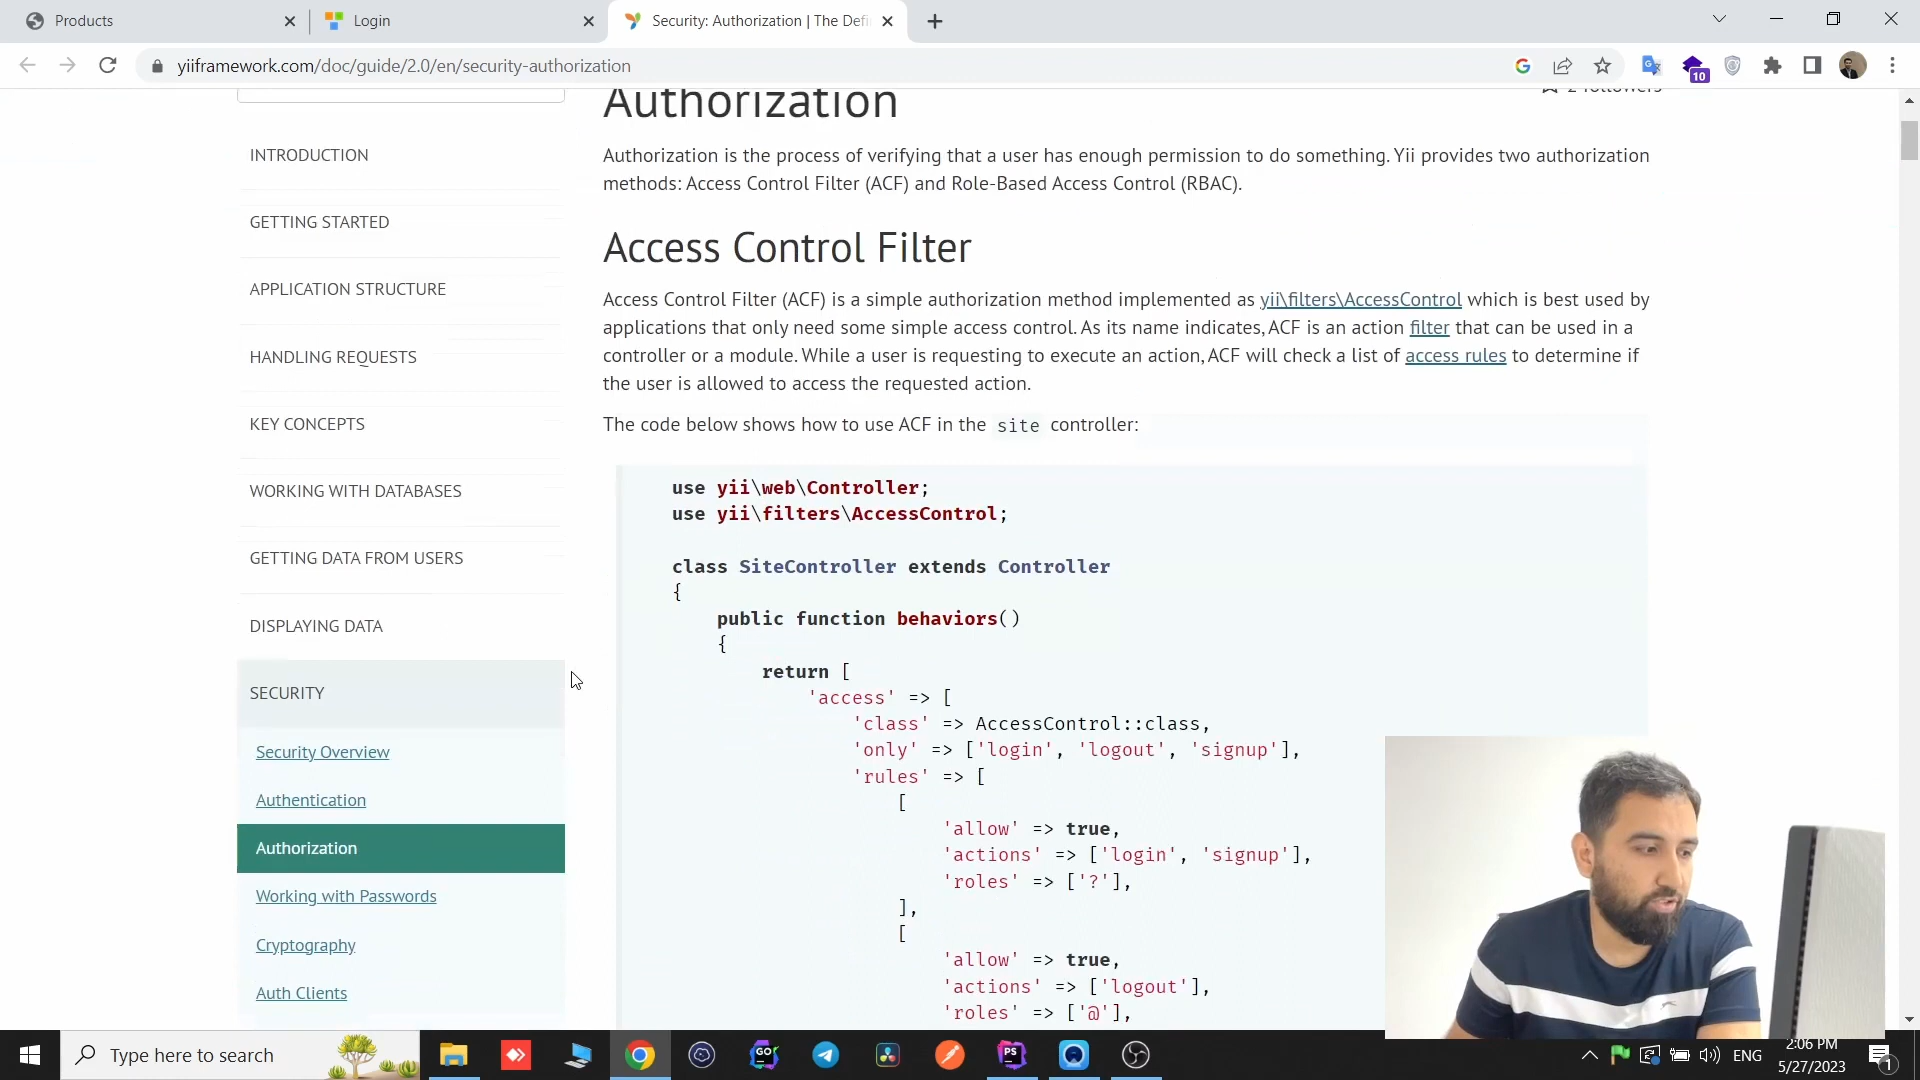 Products
Login
Security: Authorization | The Defi
yiiframework.com/doc/guide/2.0/en/security-authorization
10
Authorization
2 followers
INTRODUCTION
GETTING STARTED
APPLICATION STRUCTURE
HANDLING REQUESTS
KEY CONCEPTS
WORKING WITH DATABASES
GETTING DATA FROM USERS
DISPLAYING DATA
SECURITY
Security Overview
Authentication
Authorization
Working with Passwords
Cryptography
Auth Clients
Authorization is the process of verifying that a user has enough permission to do something. Yii provides two authorization
methods: Access Control Filter (ACF) and Role-Based Access Control (RBAC).
Access Control Filter
Access Control Filter (ACF) is a simple authorization method implemented as yii\filters\AccessControl which is best used by
applications that only need some simple access control. As its name indicates, ACF is an action filter that can be used in a
controller or a module. While a user is requesting to execute an action, ACF will check a list of access rules to determine if
the user is allowed to access the requested action.
The code below shows how to use ACF in the site controller:
use yii\web\Controller;
use yii\filters\AccessControl;
class SiteController extends Controller
{
public function behaviors()
{
return [
'access' => [
'class' => AccessControl::class,
'only' => ['login', 'logout', 'signup'],
'rules' => [
[
'allow' => true,
'actions' => ['login', 'signup'],
'roles' => ['?'],
],
[
'allow' => true,
'actions' => ['logout'],
'roles' => ['@'],
Type here to search
GO
PS
ENG
2:06 PM
5/27/2023
1